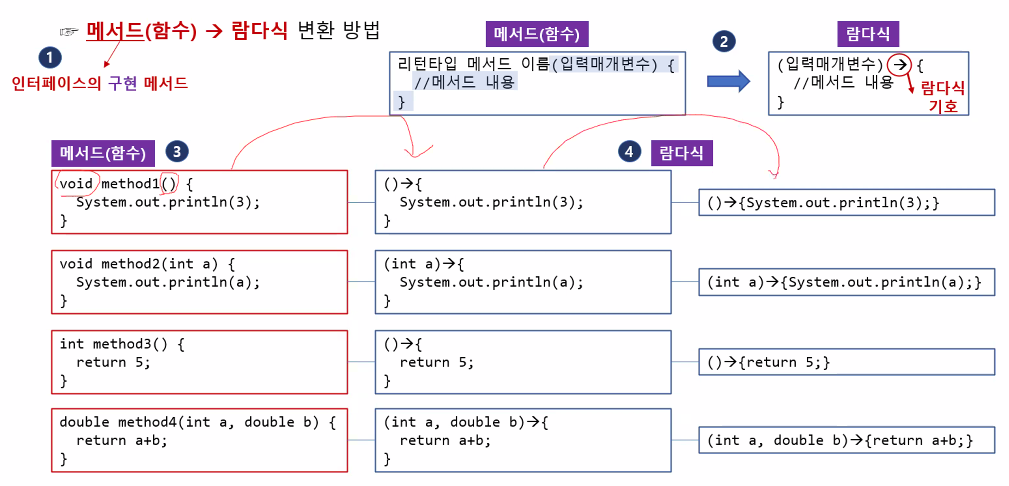 ☞ 메서드(함수) → 람다식 변환 방법
1
인터페이스의 구현 메서드
메서드(함수)
리턴타입 메서드 이름(입력매개변수) {
//메서드 내용
}
2
람다식
(입력매개변수) → {
//메서드 내용
}
람다식
기호
메서드(함수)
3
4
람다식
void method1() {
System.out.println(3);
}
()→{
System.out.println(3);
}
()→{System.out.println(3);}
void method2(int a) {
System.out.println(a);
}
(int a)→{
System.out.println(a);
}
(int a)→{System.out.println(a);}
int method3() {
return 5;
}
()→{
return 5;
}
()→{return 5;}
double method4(int a, double b) {
return a+b;
}
(int a, double b)→{
return a+b;
}
(int a, double b)→{return a+b;}